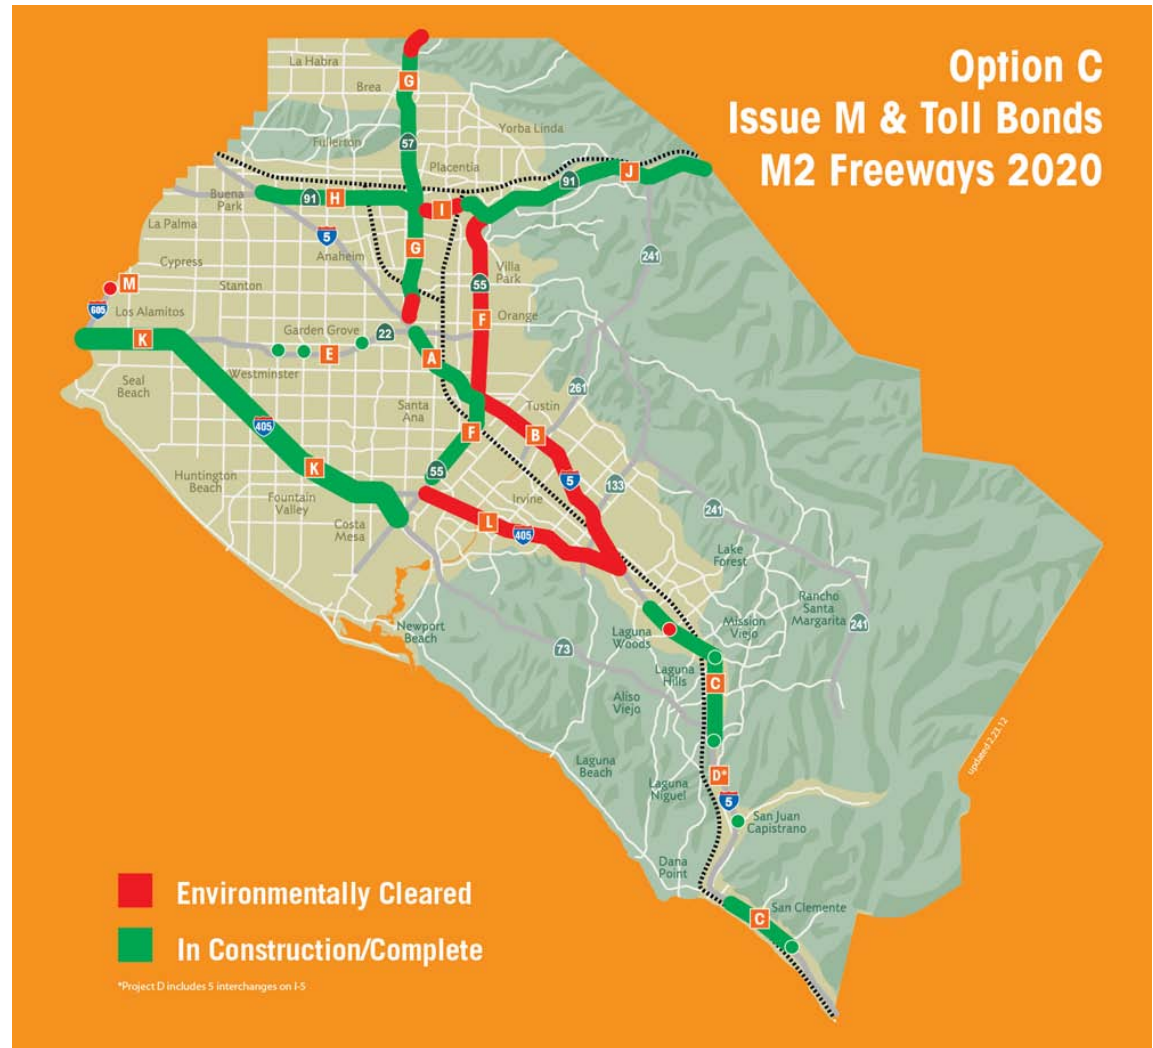 Option C
Issue M & Toll Bonds
M2 Freeways 2020
La Habra
Brea
G
Yorba Linda
57
Fullerton
Placentia
J
91
Buena
Park
91
H
I
La Palma
5
Anaheim
G
241
Cypress
Villa
Park
M
Stanton
55
605
Los Alamitos
F
Orange
Garden Grove
22
K
E
A
Westminster
261
Seal
Beach
Santa
Ana
Tustin
405
F
B
K
55
5
133
Huntington
Beach
Fountain
Valley
Irvine
241
Costa
Mesa
L
405
Lake
Forest
Rancho
Santa
Margarita
241
Newport
Beach
Laguna
Woods
Mission
Viejo
73
Laguna
Hills
C
Aliso
Viejo
updated 2.23.12
Laguna
Beach
D*
Laguna
Niguel
5
San Juan
Capistrano
Dana
Point
C
San Clemente
Environmentally Cleared
In Construction/Complete
*Project D includes 5 interchanges on I-5